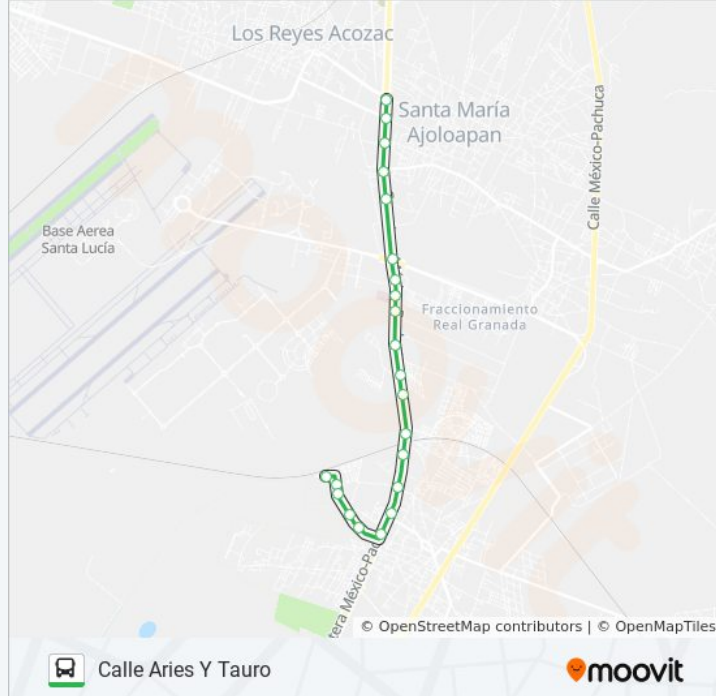 Los Reyes Acozac
Santa María
Ajoloapan
Calle México-Pachuca
Base Aerea
Santa Lucía
Fraccionamiento
Real Granada
tera México-Pac
© OpenStreetMap contributors | © OpenMapTiles
Calle Aries Y Tauro
moovit